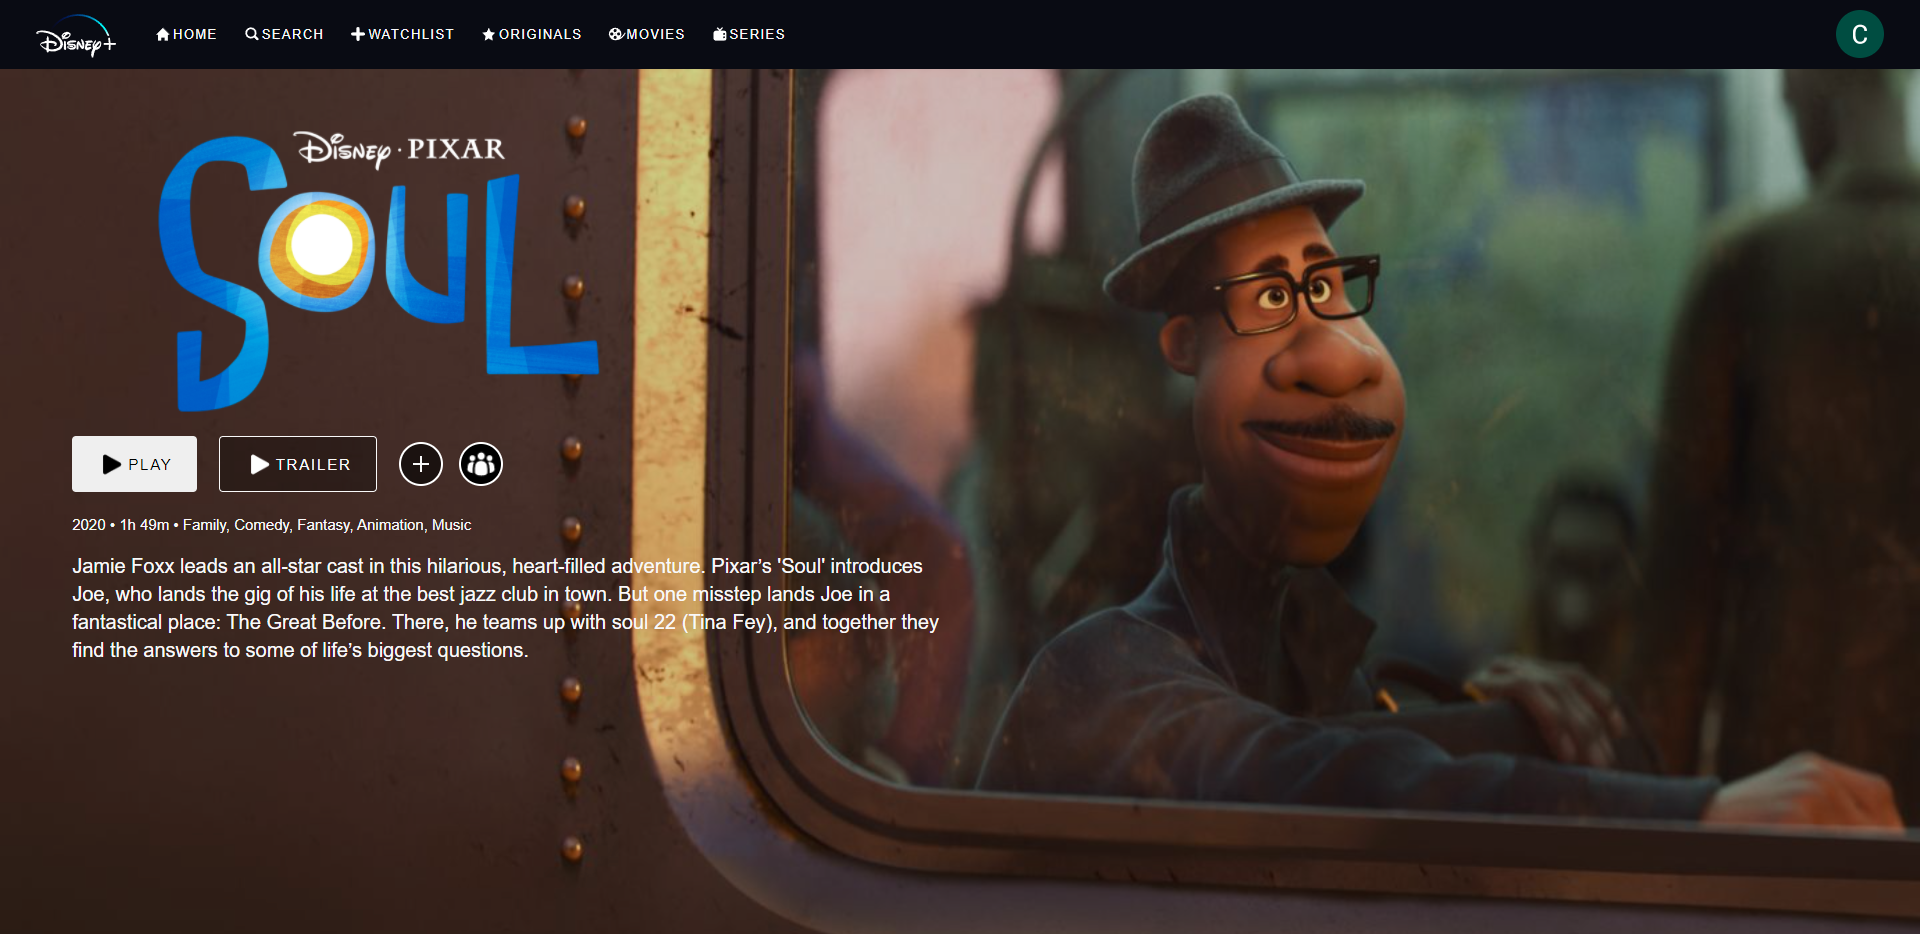 Disney+ HOME SEARCH WATCHLIST ORIGINALS MOVIES SERIES C
Disney · PIXAR
SOUL
PLAY TRAILER
2020 • 1h 49m • Family, Comedy, Fantasy, Animation, Music
Jamie Foxx leads an all-star cast in this hilarious, heart-filled adventure. Pixar’s 'Soul' introduces
Joe, who lands the gig of his life at the best jazz club in town. But one misstep lands Joe in a
fantastical place: The Great Before. There, he teams up with soul 22 (Tina Fey), and together they
find the answers to some of life’s biggest questions.